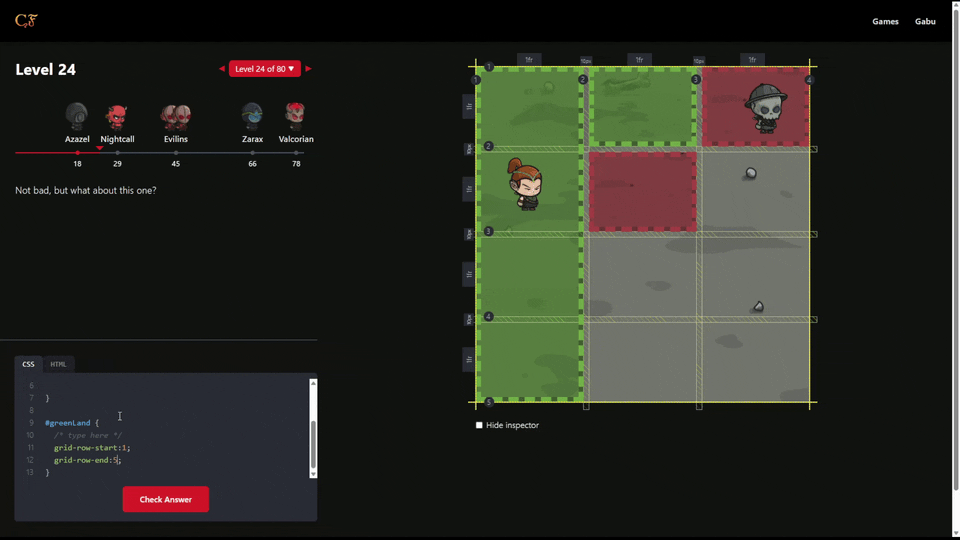 CF
Games
Gabu
Level 24
◀ Level 24 of 80 ▼ ▶
Azazel
Nightcall
Evilins
Zarax
Valcorian
18
29
45
66
78
Not bad, but what about this one?
1fr
10px
1fr
10px
1fr
1
1
2
3
4
1fr
10px
2
1fr
10px
3
1fr
10px
4
1fr
5
Hide inspector
CSS
HTML
6
7 }
8
9 #greenLand {
10 /* type here */
11 grid-row-start:1;
12 grid-row-end:5;
13 }
Check Answer